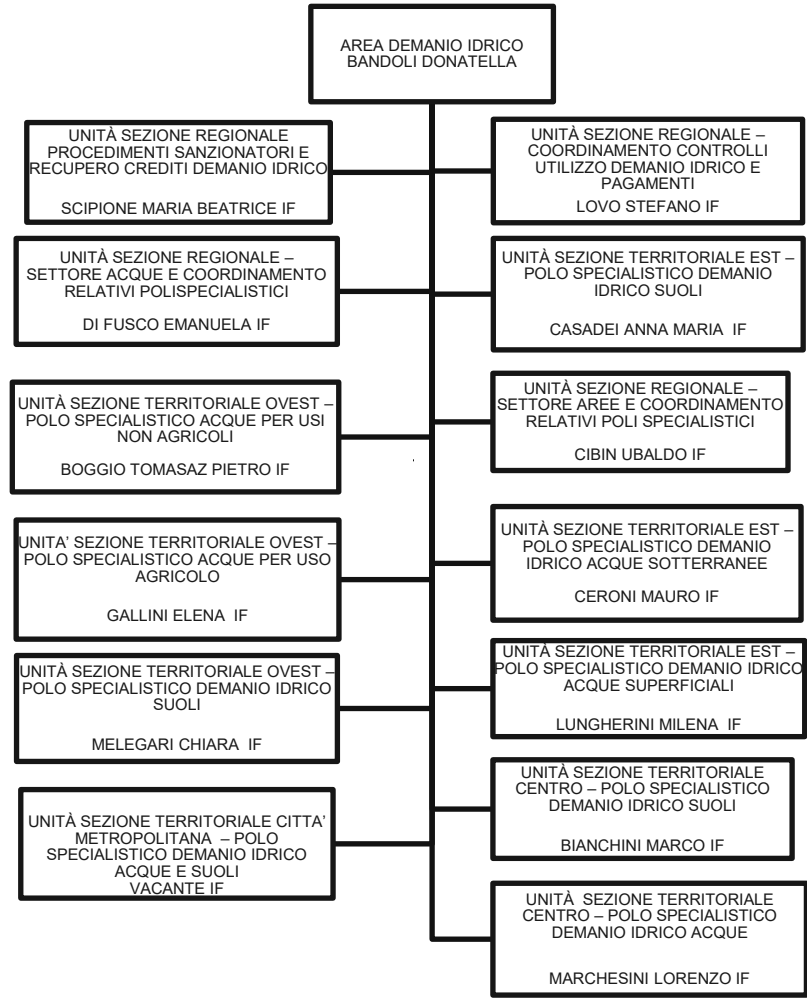 AREA DEMANIO IDRICO
BANDOLI DONATELLA
UNITÀ SEZIONE REGIONALE
PROCEDIMENTI SANZIONATORI E
RECUPERO CREDITI DEMANIO IDRICO
SCIPIONE MARIA BEATRICE IF
UNITÀ SEZIONE REGIONALE –
COORDINAMENTO CONTROLLI
UTILIZZO DEMANIO IDRICO E
PAGAMENTI
LOVO STEFANO IF
UNITÀ SEZIONE REGIONALE –
SETTORE ACQUE E COORDINAMENTO
RELATIVI POLISPECIALISTICI
DI FUSCO EMANUELA IF
UNITÀ SEZIONE TERRITORIALE EST –
POLO SPECIALISTICO DEMANIO
IDRICO SUOLI
CASADEI ANNA MARIA IF
UNITÀ SEZIONE TERRITORIALE OVEST –
POLO SPECIALISTICO ACQUE PER USI
NON AGRICOLI
BOGGIO TOMASAZ PIETRO IF
UNITÀ SEZIONE REGIONALE –
SETTORE AREE E COORDINAMENTO
RELATIVI POLI SPECIALISTICI
CIBIN UBALDO IF
UNITA' SEZIONE TERRITORIALE OVEST –
POLO SPECIALISTICO ACQUE PER USO
AGRICOLO
GALLINI ELENA IF
UNITÀ SEZIONE TERRITORIALE EST –
POLO SPECIALISTICO DEMANIO
IDRICO ACQUE SOTTERRANEE
CERONI MAURO IF
UNITÀ SEZIONE TERRITORIALE OVEST –
POLO SPECIALISTICO DEMANIO IDRICO
SUOLI
MELEGARI CHIARA IF
UNITÀ SEZIONE TERRITORIALE EST –
POLO SPECIALISTICO DEMANIO IDRICO
ACQUE SUPERFICIALI
LUNGHERINI MILENA IF
UNITÀ SEZIONE TERRITORIALE CITTA'
METROPOLITANA – POLO
SPECIALISTICO DEMANIO IDRICO
ACQUE E SUOLI
VACANTE IF
UNITÀ SEZIONE TERRITORIALE
CENTRO – POLO SPECIALISTICO
DEMANIO IDRICO SUOLI
BIANCHINI MARCO IF
UNITÀ SEZIONE TERRITORIALE
CENTRO – POLO SPECIALISTICO
DEMANIO IDRICO ACQUE
MARCHESINI LORENZO IF